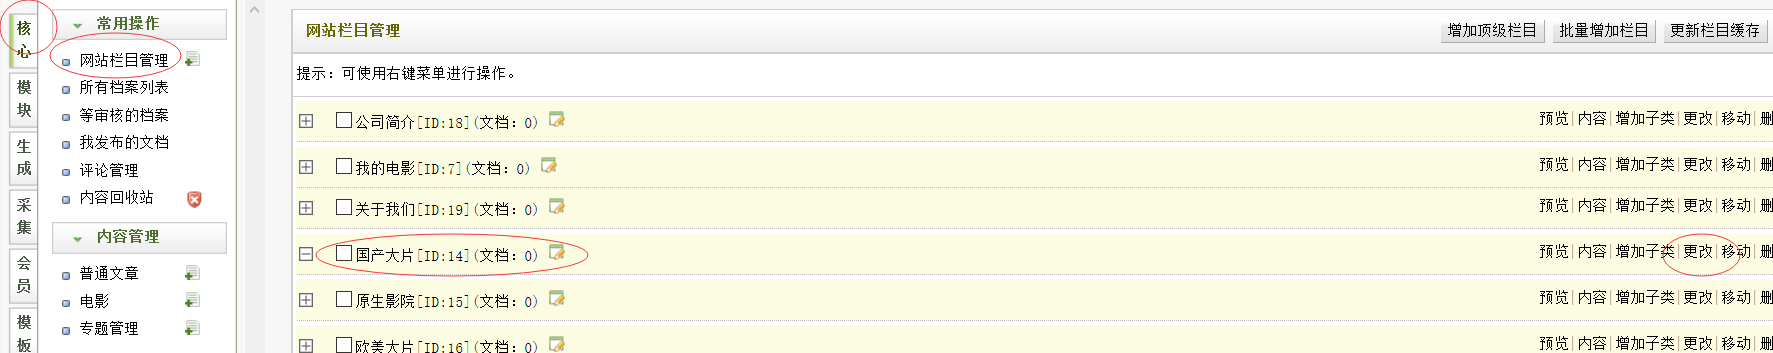 核心
模块
生成
采集
会员
模板
常用操作
网站栏目管理
所有档案列表
等审核的档案
我发布的文档
评论管理
内容回收站
内容管理
普通文章
电影
专题管理
网站栏目管理
增加顶级栏目 批量增加栏目 更新栏目缓存
提示：可使用右键菜单进行操作。
公司简介[ID:18](文档：0) 预览|内容|增加子类|更改|移动|删
我的电影[ID:7](文档：0) 预览|内容|增加子类|更改|移动|删
关于我们[ID:19](文档：0) 预览|内容|增加子类|更改|移动|删
国产大片[ID:14](文档：0) 预览|内容|增加子类|更改|移动|删
原生影院[ID:15](文档：0) 预览|内容|增加子类|更改|移动|删
欧美大片[ID:16](文档：0) 预览|内容|增加子类|更改|移动|删